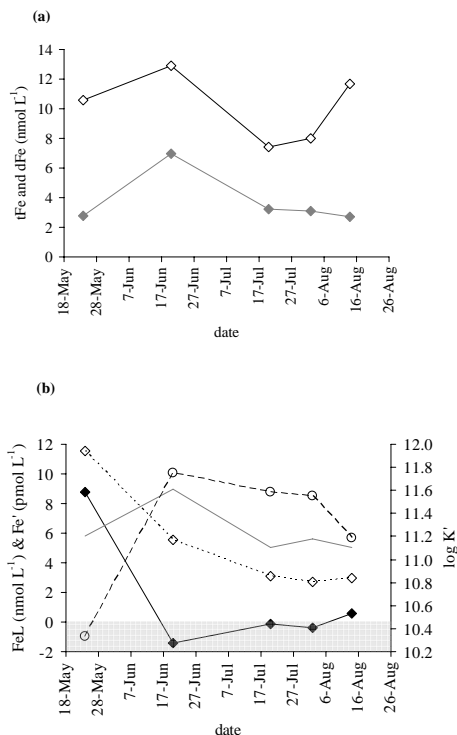 (a)
tFe and dFe (nmol L⁻¹)
14
12
10
8
6
4
2
0
18-May
28-May
7-Jun
17-Jun
27-Jun
7-Jul
17-Jul
27-Jul
6-Aug
16-Aug
26-Aug
date
(b)
FeL (nmol L⁻¹) & Fe' (pmol L⁻¹)
12
10
8
6
4
2
0
-2
12.0
11.8
11.6
11.4
11.2
11.0
10.8
10.6
10.4
10.2
log K'
18-May
28-May
7-Jun
17-Jun
27-Jun
7-Jul
17-Jul
27-Jul
6-Aug
16-Aug
26-Aug
date